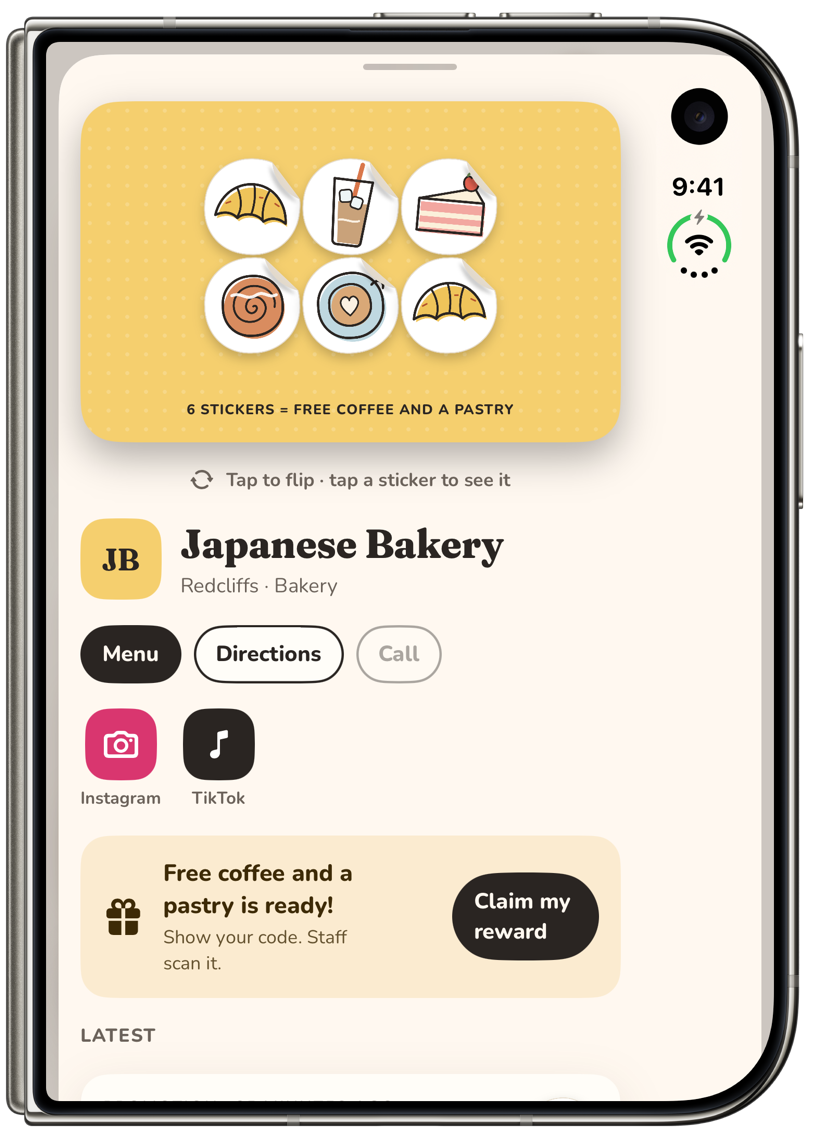 9:41
6 STICKERS = FREE COFFEE AND A PASTRY
Tap to flip · tap a sticker to see it
JB
Japanese Bakery
Redcliffs · Bakery
Menu
Directions
Call
Instagram
TikTok
Free coffee and a
pastry is ready!
Show your code. Staff
scan it.
Claim my
reward
LATEST